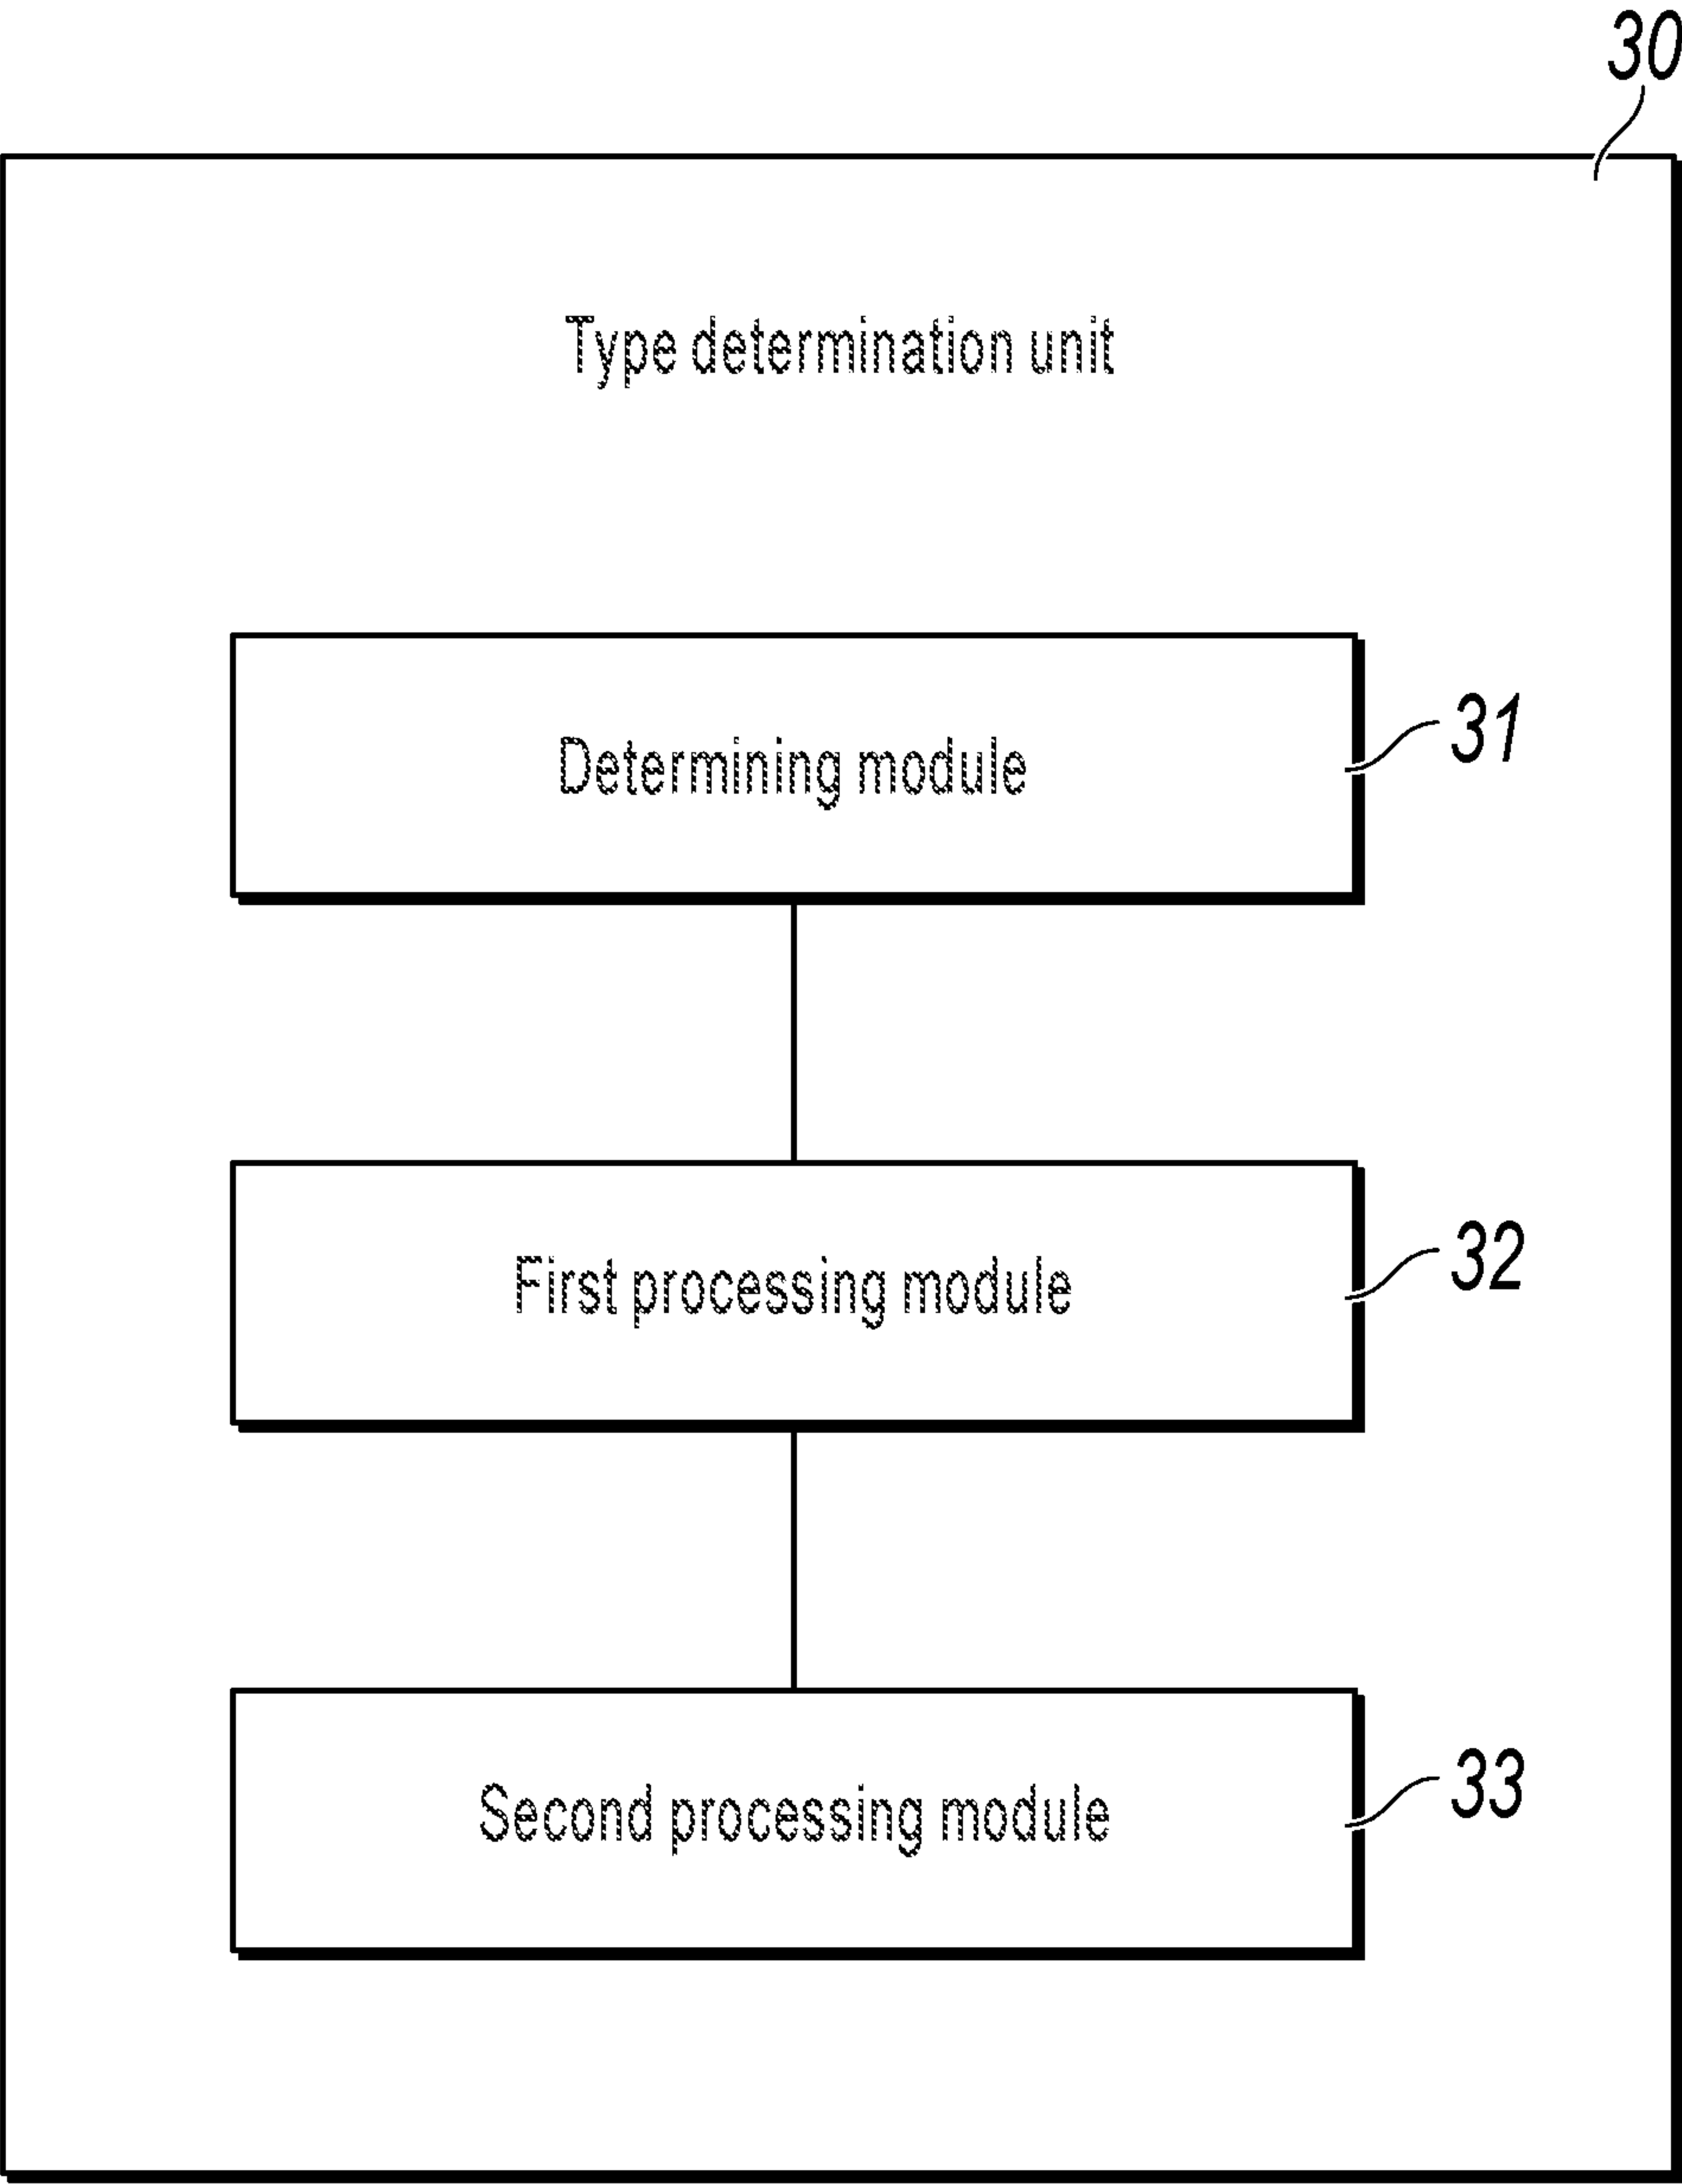 30
Type determination unit
Determining module
31
First processing module
32
Second processing module
33